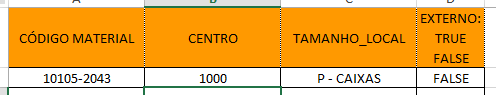 CÓDIGO MATERIAL CENTRO TAMANHO_LOCAL EXTERNO:
TRUE
FALSE
10105-2043 1000 P - CAIXAS FALSE